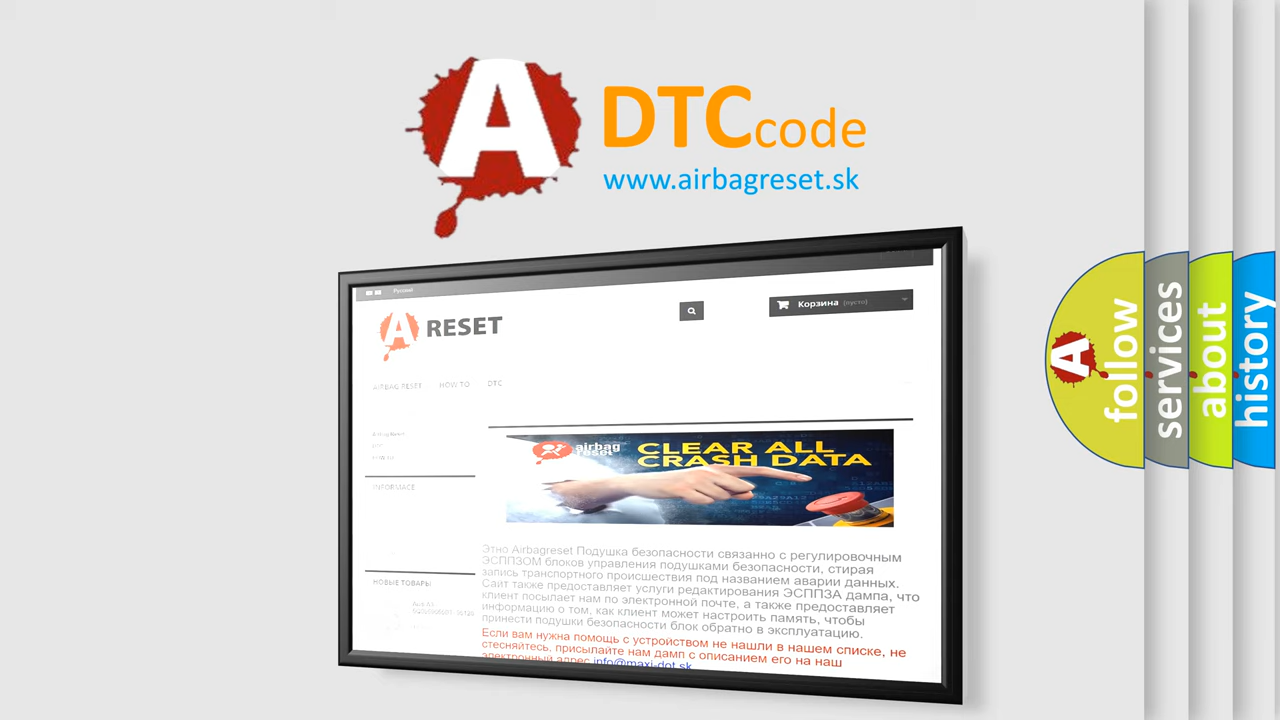 A
DTC code
www.airbagreset.sk
Русский
A RESET
Корзина (пусто)
AIRBAG RESET HOW TO DTC
airbag
reset
CLEAR ALL
CRASH DATA
INFORMACE
НОВЫЕ ТОВАРЫ
Этно Airbagreset Подушка безопасности связанно с регулировочным
ЭСППЗОМ блоков управления подушками безопасности, стирая
запись транспортного происшествия под названием аварии данных.
Сайт также предоставляет услуги редактирования ЭСППЗА дампа, что
клиент посылает нам по электронной почте, а также предоставляет
информацию о том, как клиент может настроить память, чтобы
принести подушки безопасности блок обратно в эксплуатацию.
Если вам нужна помощь с устройством не нашли в нашем списке, не
стесняйтесь, присылайте нам дамп с описанием его на наш
электронный адрес info@maxi-dot.sk
A
follow
services
about
history